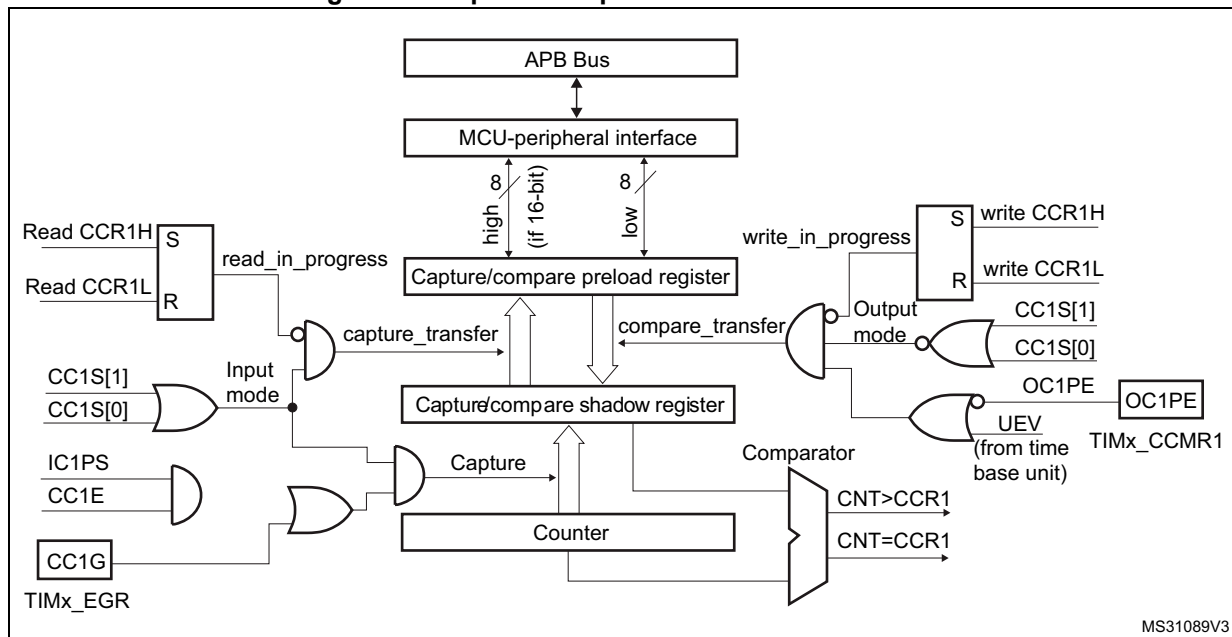 APB Bus
MCU-peripheral interface
8
high
(if 16-bit)
8
low
Read CCR1H
S
read_in_progress
Read CCR1L
R
write_in_progress
S
write CCR1H
R
write CCR1L
Capture/compare preload register
capture_transfer
compare_transfer
Output
mode
CC1S[1]
CC1S[0]
CC1S[1]
CC1S[0]
Input
mode
Capture/compare shadow register
OC1PE
OC1PE
UEV
(from time
base unit)
TIMx_CCMR1
IC1PS
CC1E
Capture
Comparator
CNT>CCR1
CNT=CCR1
Counter
CC1G
TIMx_EGR
MS31089V3